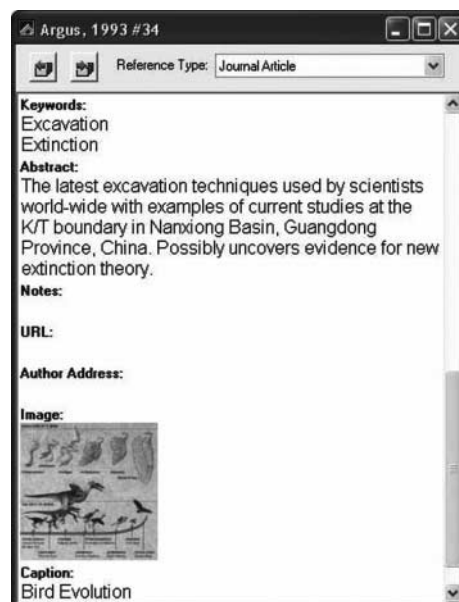 Argus, 1993 #34
Reference Type: Journal Article
Keywords:
Excavation
Extinction
Abstract:
The latest excavation techniques used by scientists
world-wide with examples of current studies at the
K/T boundary in Nanxiong Basin, Guangdong
Province, China. Possibly uncovers evidence for new
extinction theory.
Notes:
URL:
Author Address:
Image:
Caption:
Bird Evolution